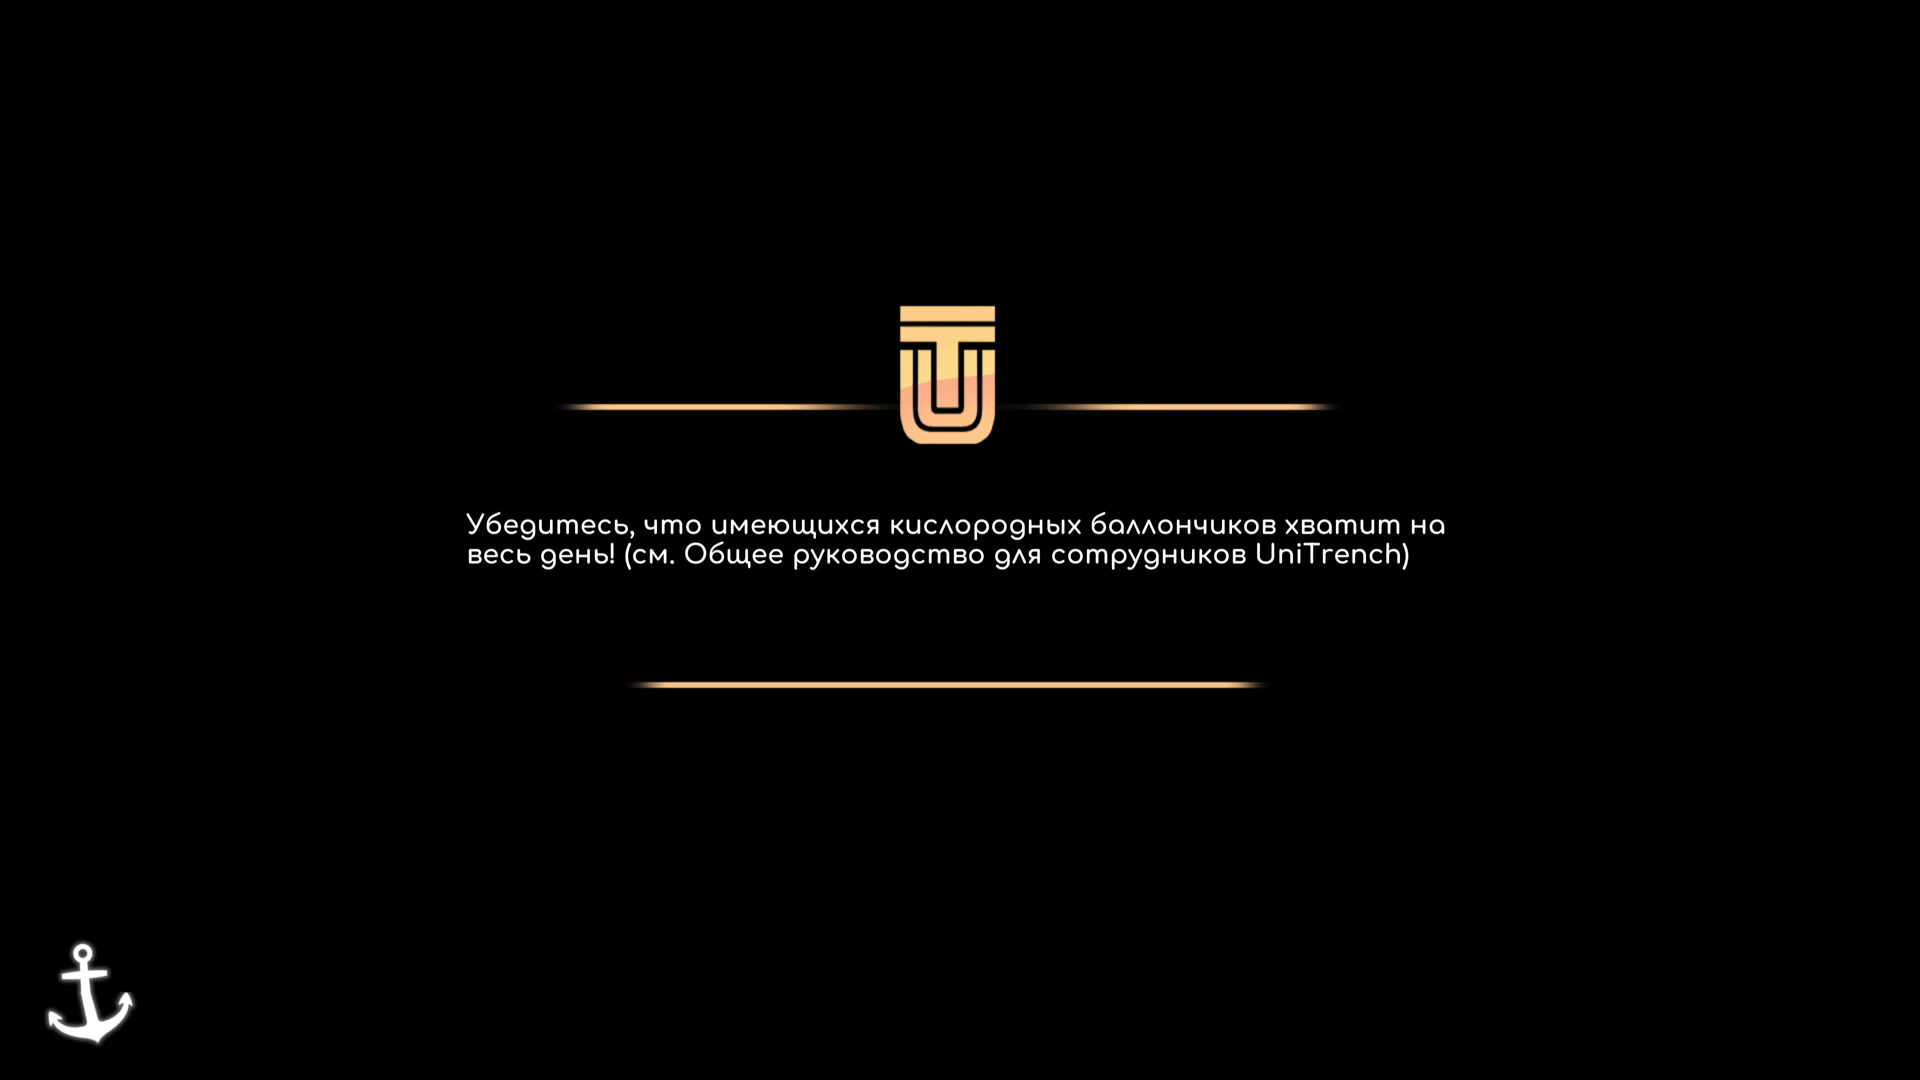 Убедитесь, что имеющихся кислородных баллончиков хватит на
весь день! (см. Общее руководство для сотрудников UniTrench)